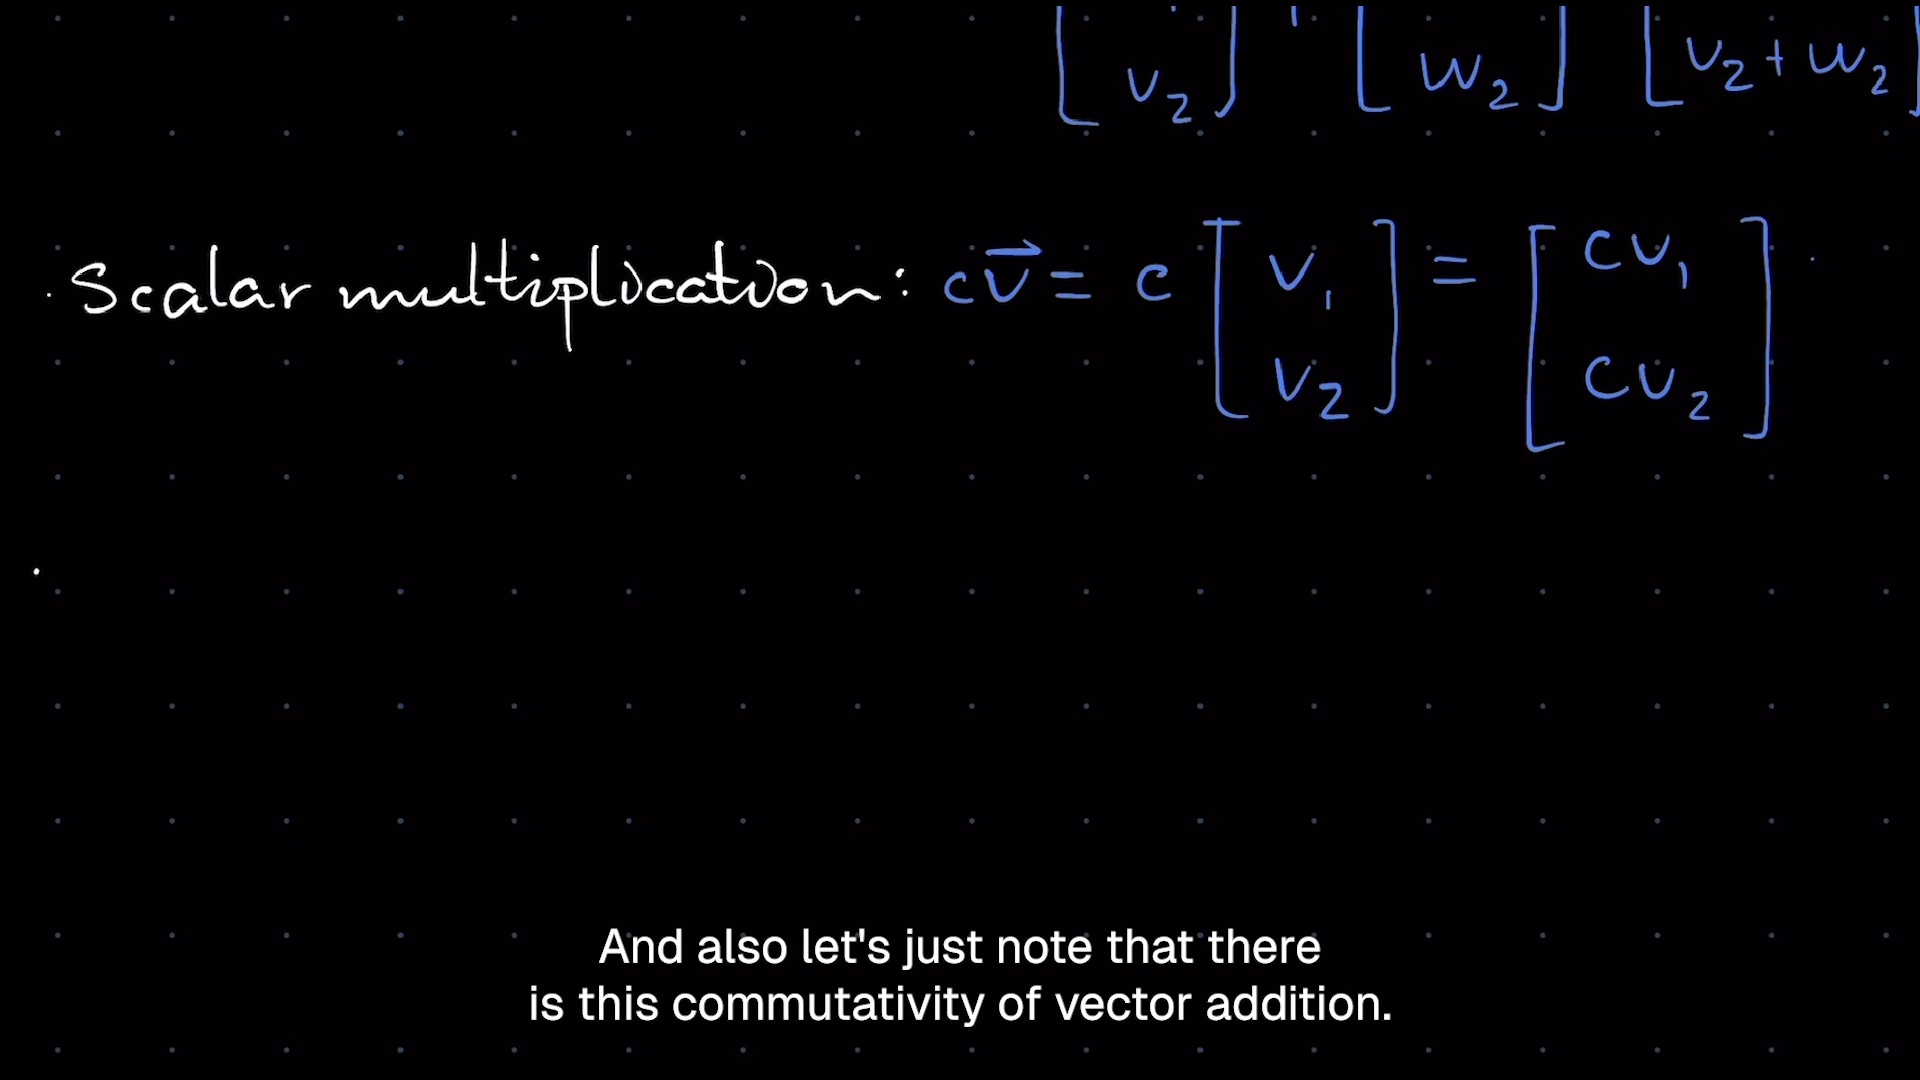 v₂ w₂ v₂ + w₂
· Scalar multiplication: cv⃗ = c [v₁ v₂] = [cv₁ cv₂]
And also let's just note that there
is this commutativity of vector addition.